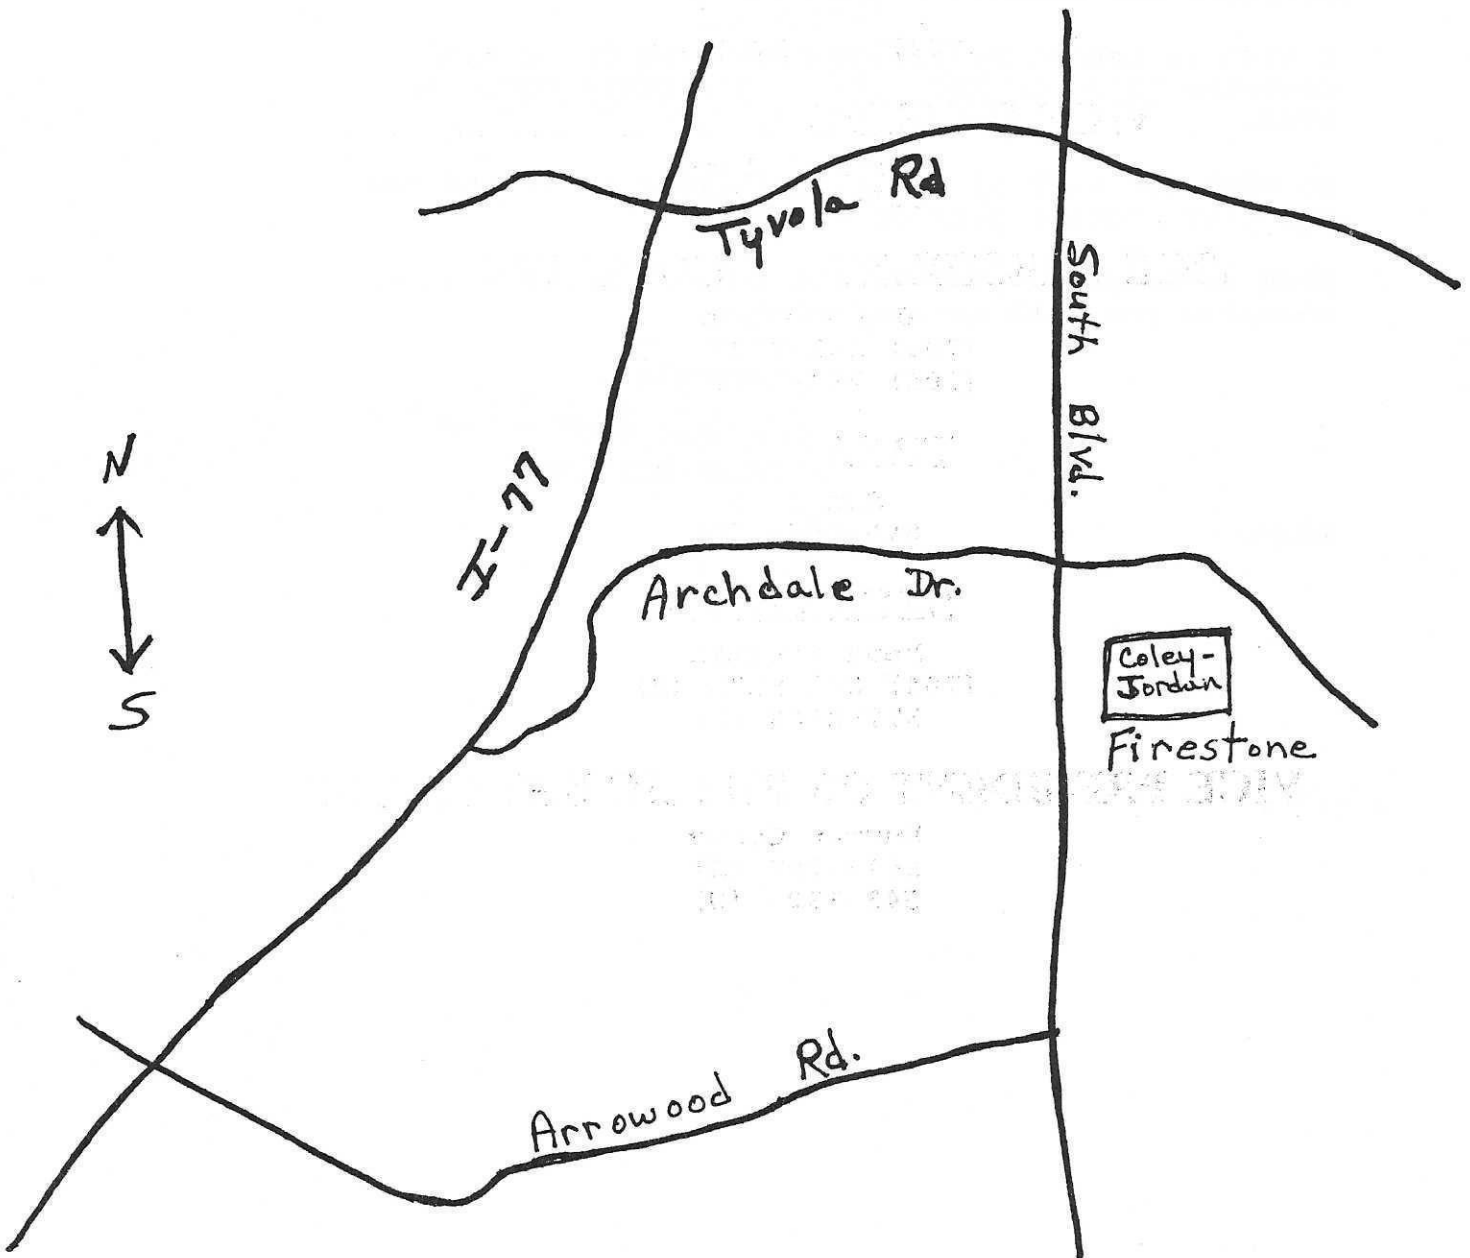 Tyvola Rd
South Blvd.
N
I-77
Archdale Dr.
Coley-
Jordan
S
Firestone
Arrowood Rd.